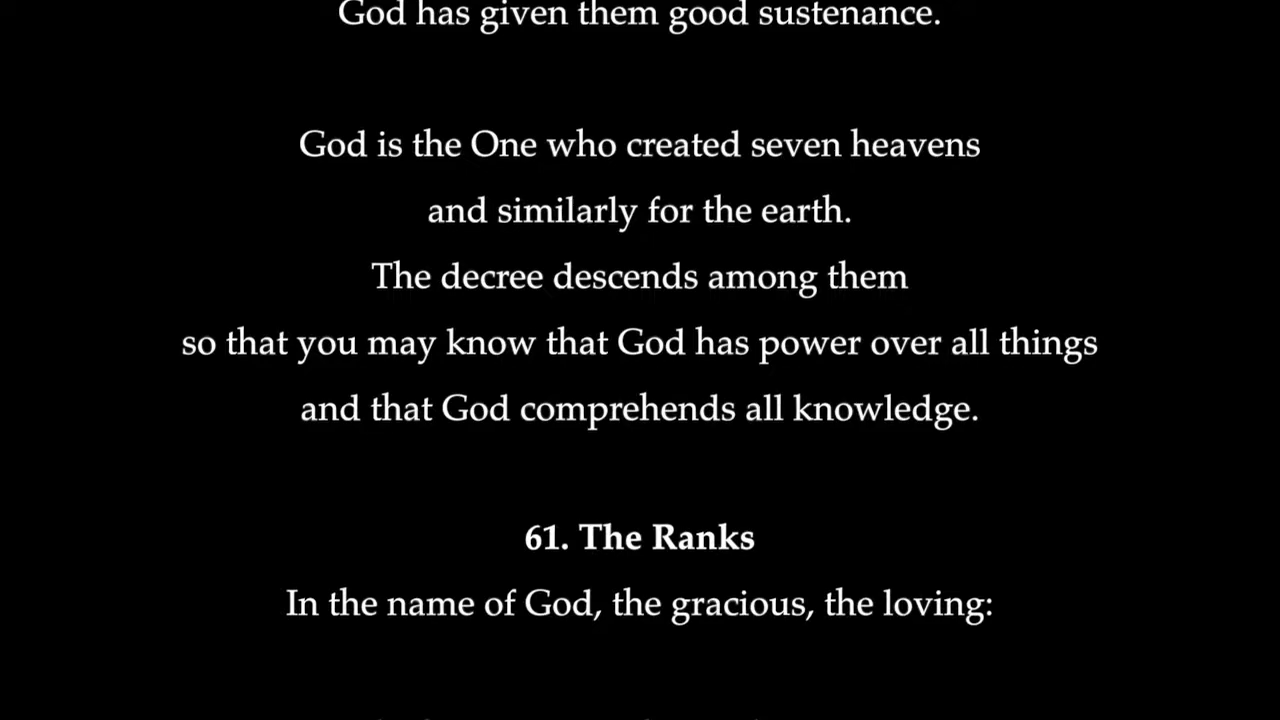 God has given them good sustenance.
God is the One who created seven heavens
and similarly for the earth.
The decree descends among them
so that you may know that God has power over all things
and that God comprehends all knowledge.
61. The Ranks
In the name of God, the gracious, the loving: